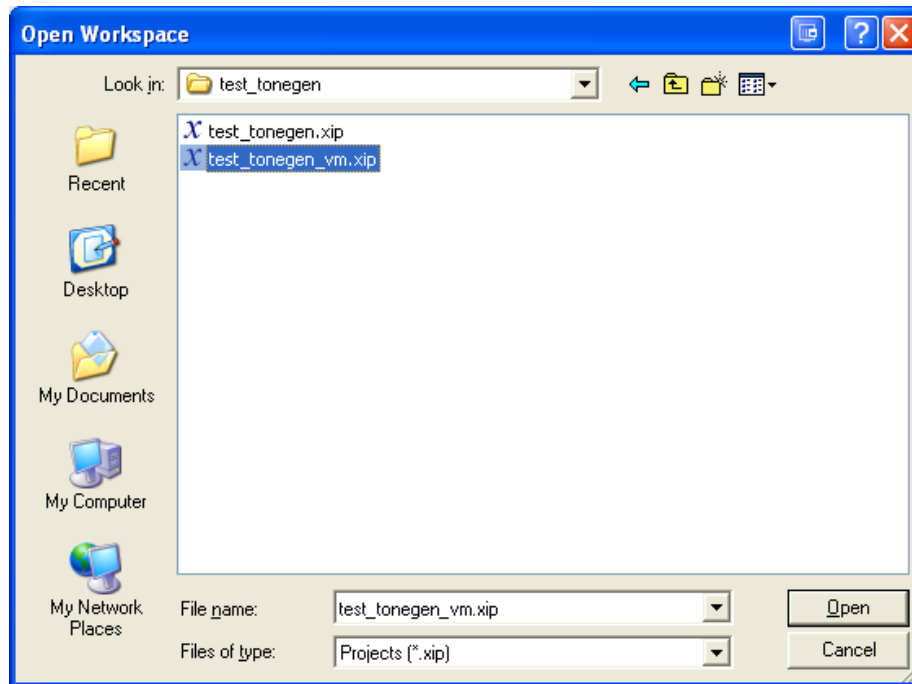 Open Workspace
?
Look in:
test_tonegen
x test_tonegen.xip
x test_tonegen_vm.xip
Recent
Desktop
My Documents
My Computer
My Network
Places
File name:
test_tonegen_vm.xip
Open
Files of type:
Projects (*.xip)
Cancel